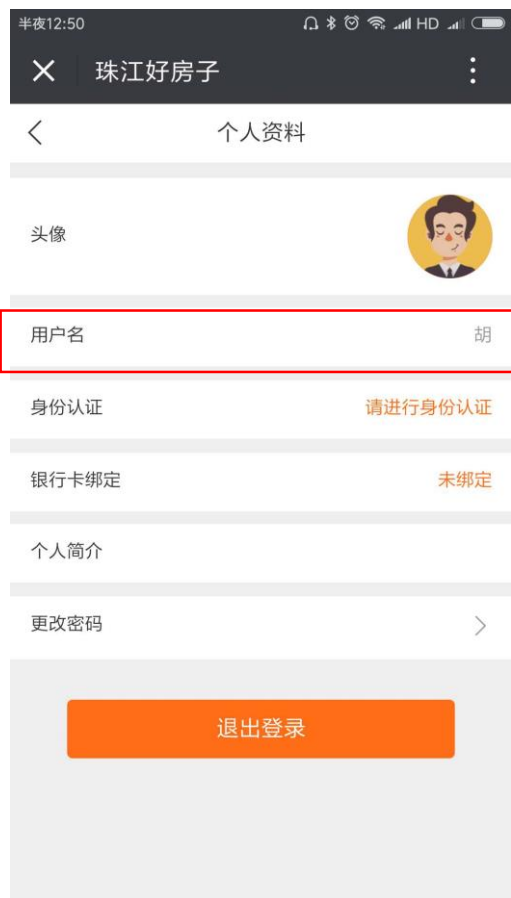 半夜12:50 HD
珠江好房子
个人资料
头像
用户名 胡
身份认证 请进行身份认证
银行卡绑定 未绑定
个人简介
更改密码
退出登录